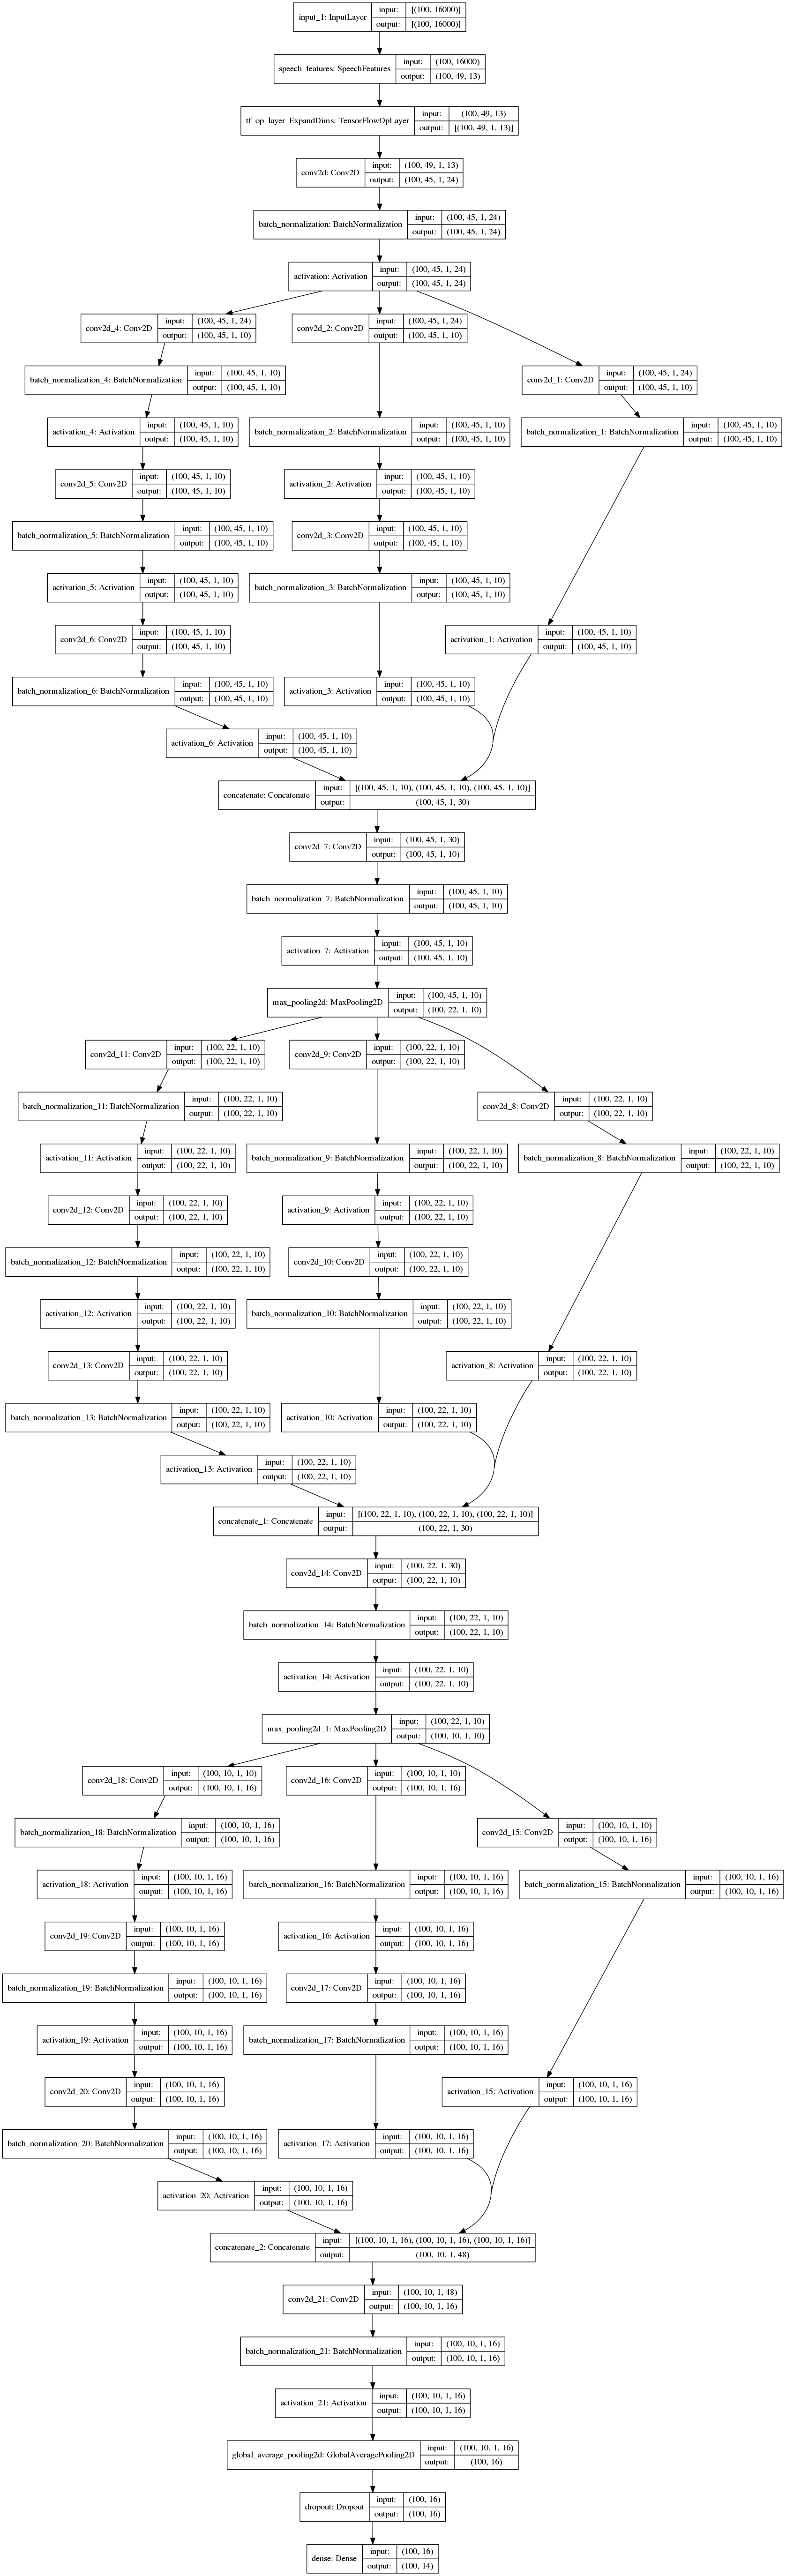 input_1: InputLayer input: [(100, 16000)]
output: [(100, 16000)]
speech_features: SpeechFeatures input: (100, 16000)
output: (100, 49, 13)
tf_op_layer_ExpandDims: TensorFlowOpLayer input: (100, 49, 13)
output: [(100, 49, 1, 13)]
conv2d: Conv2D input: (100, 49, 1, 13)
output: (100, 45, 1, 24)
batch_normalization: BatchNormalization input: (100, 45, 1, 24)
output: (100, 45, 1, 24)
activation: Activation input: (100, 45, 1, 24)
output: (100, 45, 1, 24)
conv2d_4: Conv2D input: (100, 45, 1, 24)
output: (100, 45, 1, 10)
conv2d_2: Conv2D input: (100, 45, 1, 24)
output: (100, 45, 1, 10)
batch_normalization_4: BatchNormalization input: (100, 45, 1, 10)
output: (100, 45, 1, 10)
conv2d_1: Conv2D input: (100, 45, 1, 24)
output: (100, 45, 1, 10)
activation_4: Activation input: (100, 45, 1, 10)
output: (100, 45, 1, 10)
batch_normalization_2: BatchNormalization input: (100, 45, 1, 10)
output: (100, 45, 1, 10)
batch_normalization_1: BatchNormalization input: (100, 45, 1, 10)
output: (100, 45, 1, 10)
conv2d_5: Conv2D input: (100, 45, 1, 10)
output: (100, 45, 1, 10)
activation_2: Activation input: (100, 45, 1, 10)
output: (100, 45, 1, 10)
batch_normalization_5: BatchNormalization input: (100, 45, 1, 10)
output: (100, 45, 1, 10)
conv2d_3: Conv2D input: (100, 45, 1, 10)
output: (100, 45, 1, 10)
activation_5: Activation input: (100, 45, 1, 10)
output: (100, 45, 1, 10)
batch_normalization_3: BatchNormalization input: (100, 45, 1, 10)
output: (100, 45, 1, 10)
conv2d_6: Conv2D input: (100, 45, 1, 10)
output: (100, 45, 1, 10)
activation_1: Activation input: (100, 45, 1, 10)
output: (100, 45, 1, 10)
batch_normalization_6: BatchNormalization input: (100, 45, 1, 10)
output: (100, 45, 1, 10)
activation_3: Activation input: (100, 45, 1, 10)
output: (100, 45, 1, 10)
activation_6: Activation input: (100, 45, 1, 10)
output: (100, 45, 1, 10)
concatenate: Concatenate input: [(100, 45, 1, 10), (100, 45, 1, 10), (100, 45, 1, 10)]
output: (100, 45, 1, 30)
conv2d_7: Conv2D input: (100, 45, 1, 30)
output: (100, 45, 1, 10)
batch_normalization_7: BatchNormalization input: (100, 45, 1, 10)
output: (100, 45, 1, 10)
activation_7: Activation input: (100, 45, 1, 10)
output: (100, 45, 1, 10)
max_pooling2d: MaxPooling2D input: (100, 45, 1, 10)
output: (100, 22, 1, 10)
conv2d_11: Conv2D input: (100, 22, 1, 10)
output: (100, 22, 1, 10)
conv2d_9: Conv2D input: (100, 22, 1, 10)
output: (100, 22, 1, 10)
batch_normalization_11: BatchNormalization input: (100, 22, 1, 10)
output: (100, 22, 1, 10)
conv2d_8: Conv2D input: (100, 22, 1, 10)
output: (100, 22, 1, 10)
activation_11: Activation input: (100, 22, 1, 10)
output: (100, 22, 1, 10)
batch_normalization_9: BatchNormalization input: (100, 22, 1, 10)
output: (100, 22, 1, 10)
batch_normalization_8: BatchNormalization input: (100, 22, 1, 10)
output: (100, 22, 1, 10)
conv2d_12: Conv2D input: (100, 22, 1, 10)
output: (100, 22, 1, 10)
activation_9: Activation input: (100, 22, 1, 10)
output: (100, 22, 1, 10)
batch_normalization_12: BatchNormalization input: (100, 22, 1, 10)
output: (100, 22, 1, 10)
conv2d_10: Conv2D input: (100, 22, 1, 10)
output: (100, 22, 1, 10)
activation_12: Activation input: (100, 22, 1, 10)
output: (100, 22, 1, 10)
batch_normalization_10: BatchNormalization input: (100, 22, 1, 10)
output: (100, 22, 1, 10)
conv2d_13: Conv2D input: (100, 22, 1, 10)
output: (100, 22, 1, 10)
activation_8: Activation input: (100, 22, 1, 10)
output: (100, 22, 1, 10)
batch_normalization_13: BatchNormalization input: (100, 22, 1, 10)
output: (100, 22, 1, 10)
activation_10: Activation input: (100, 22, 1, 10)
output: (100, 22, 1, 10)
activation_13: Activation input: (100, 22, 1, 10)
output: (100, 22, 1, 10)
concatenate_1: Concatenate input: [(100, 22, 1, 10), (100, 22, 1, 10), (100, 22, 1, 10)]
output: (100, 22, 1, 30)
conv2d_14: Conv2D input: (100, 22, 1, 30)
output: (100, 22, 1, 10)
batch_normalization_14: BatchNormalization input: (100, 22, 1, 10)
output: (100, 22, 1, 10)
activation_14: Activation input: (100, 22, 1, 10)
output: (100, 22, 1, 10)
max_pooling2d_1: MaxPooling2D input: (100, 22, 1, 10)
output: (100, 10, 1, 10)
conv2d_18: Conv2D input: (100, 10, 1, 10)
output: (100, 10, 1, 16)
conv2d_16: Conv2D input: (100, 10, 1, 10)
output: (100, 10, 1, 16)
batch_normalization_18: BatchNormalization input: (100, 10, 1, 16)
output: (100, 10, 1, 16)
conv2d_15: Conv2D input: (100, 10, 1, 10)
output: (100, 10, 1, 16)
activation_18: Activation input: (100, 10, 1, 16)
output: (100, 10, 1, 16)
batch_normalization_16: BatchNormalization input: (100, 10, 1, 16)
output: (100, 10, 1, 16)
batch_normalization_15: BatchNormalization input: (100, 10, 1, 16)
output: (100, 10, 1, 16)
conv2d_19: Conv2D input: (100, 10, 1, 16)
output: (100, 10, 1, 16)
activation_16: Activation input: (100, 10, 1, 16)
output: (100, 10, 1, 16)
batch_normalization_19: BatchNormalization input: (100, 10, 1, 16)
output: (100, 10, 1, 16)
conv2d_17: Conv2D input: (100, 10, 1, 16)
output: (100, 10, 1, 16)
activation_19: Activation input: (100, 10, 1, 16)
output: (100, 10, 1, 16)
batch_normalization_17: BatchNormalization input: (100, 10, 1, 16)
output: (100, 10, 1, 16)
conv2d_20: Conv2D input: (100, 10, 1, 16)
output: (100, 10, 1, 16)
activation_15: Activation input: (100, 10, 1, 16)
output: (100, 10, 1, 16)
batch_normalization_20: BatchNormalization input: (100, 10, 1, 16)
output: (100, 10, 1, 16)
activation_17: Activation input: (100, 10, 1, 16)
output: (100, 10, 1, 16)
activation_20: Activation input: (100, 10, 1, 16)
output: (100, 10, 1, 16)
concatenate_2: Concatenate input: [(100, 10, 1, 16), (100, 10, 1, 16), (100, 10, 1, 16)]
output: (100, 10, 1, 48)
conv2d_21: Conv2D input: (100, 10, 1, 48)
output: (100, 10, 1, 16)
batch_normalization_21: BatchNormalization input: (100, 10, 1, 16)
output: (100, 10, 1, 16)
activation_21: Activation input: (100, 10, 1, 16)
output: (100, 10, 1, 16)
global_average_pooling2d: GlobalAveragePooling2D input: (100, 10, 1, 16)
output: (100, 16)
dropout: Dropout input: (100, 16)
output: (100, 16)
dense: Dense input: (100, 16)
output: (100, 14)